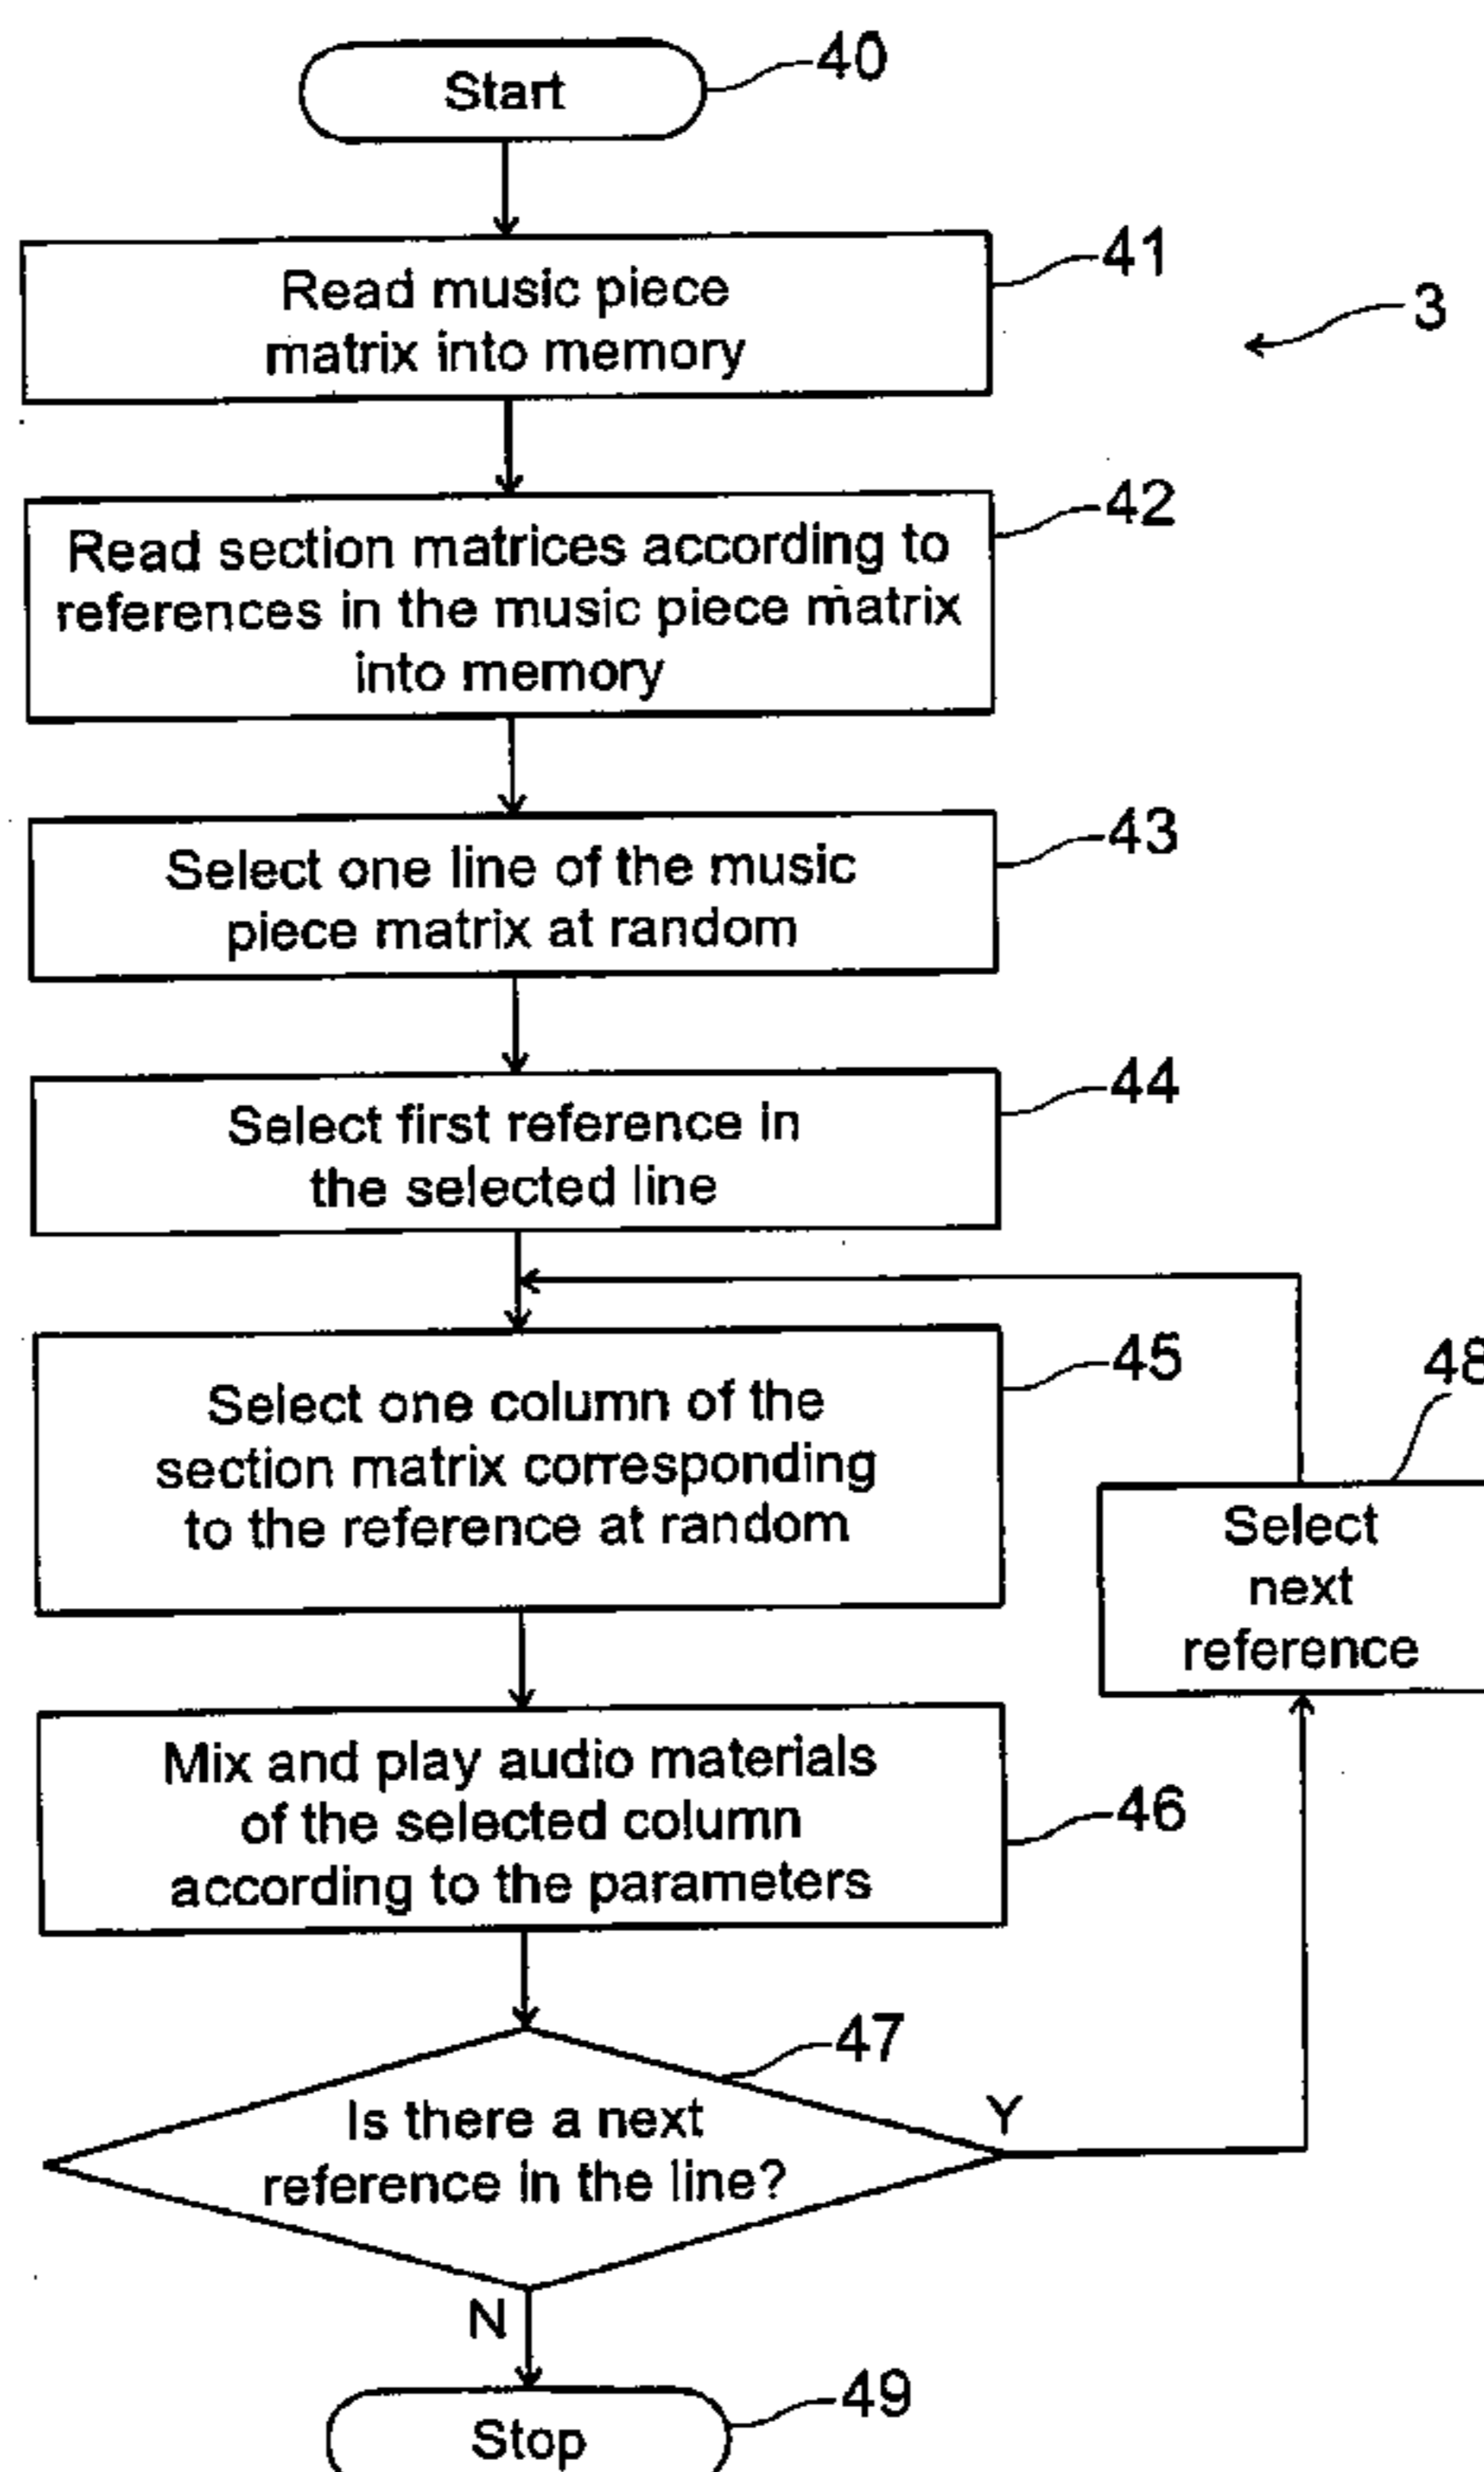 Start
40
Read music piece
matrix into memory
41
3
Read section matrices according to
references in the music piece matrix
into memory
42
Select one line of the music
piece matrix at random
43
Select first reference in
the selected line
44
Select one column of the
section matrix corresponding
to the reference at random
45
48
Select
next
reference
Mix and play audio materials
of the selected column
according to the parameters
46
47
Is there a next
reference in the line?
Y
N
Stop
49